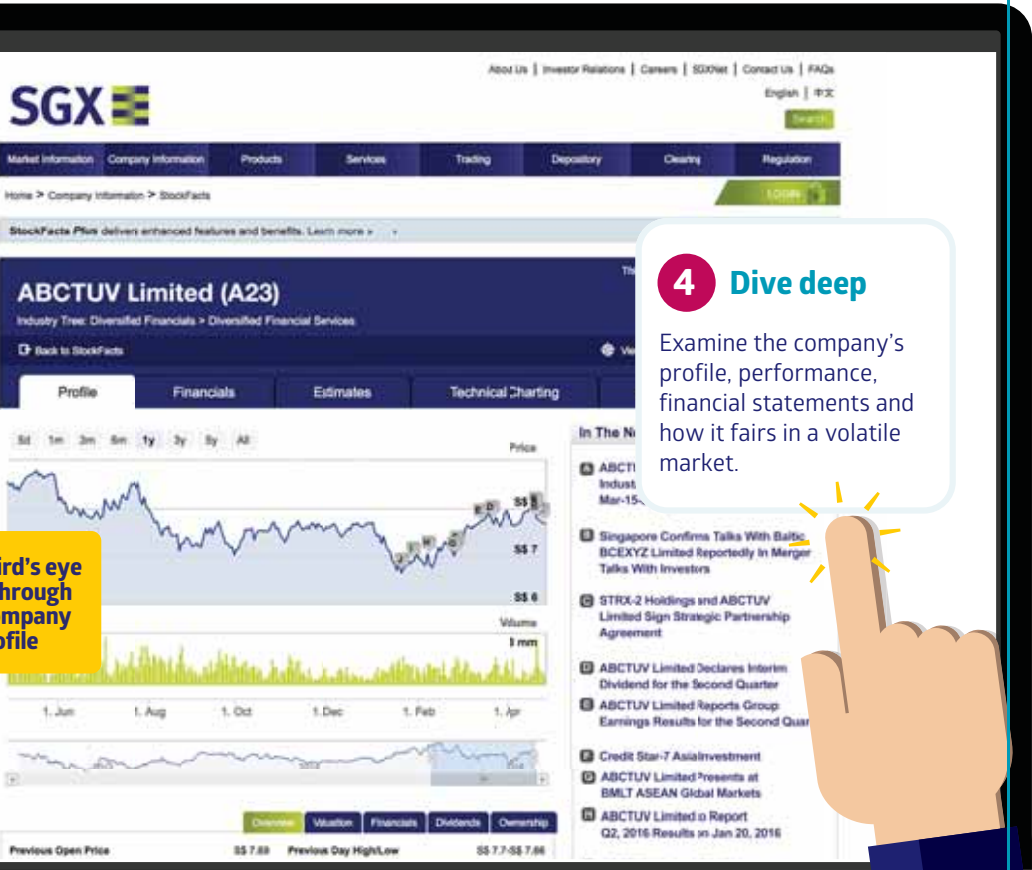 About Us | Investor Relations | Careers | SGXNet | Contact Us | FAQs
SGX
English | 中文
Search
Market Information Company Information Products Services Trading Depository Clearing Regulation
Home > Company Information > StockFacts
LOGIN
StockFacts Plus delivers enhanced features and benefits. Learn more »
ABCTUV Limited (A23)
Industry Tree: Diversified Financials > Diversified Financial Services
Back to StockFacts
Profile Financials Estimates Technical Charting
4 Dive deep
Examine the company’s
profile, performance,
financial statements and
how it fairs in a volatile
market.
5d 1m 3m 6m 1y 3y 5y All
Price
S$ 8
S$ 7
S$ 6
Volume
mm
1. Jun 1. Aug 1. Oct 1. Dec 1. Feb 1. Apr
ird’s eye
hrough
mpany
ofile
In The
A ABCT
Indust
Mar-15-
B Singapore Confirms Talks With Baltic
BCEXYZ Limited Reportedly In Merger
Talks With Investors
C STRX-2 Holdings and ABCTUV
Limited Sign Strategic Partnership
Agreement
D ABCTUV Limited Declares Interim
Dividend for the Second Quarter
E ABCTUV Limited Reports Group
Earnings Results for the Second Quar
F Credit Star-7 AsiaInvestment
ABCTUV Limited Presents at
BMLT ASEAN Global Markets
H ABCTUV Limited to Report
Q2, 2016 Results on Jan 20, 2016
Overview Valuation Financials Dividends Ownership
Previous Open Price S$ 7.69 Previous Day High/Low S$ 7.7-S$ 7.66